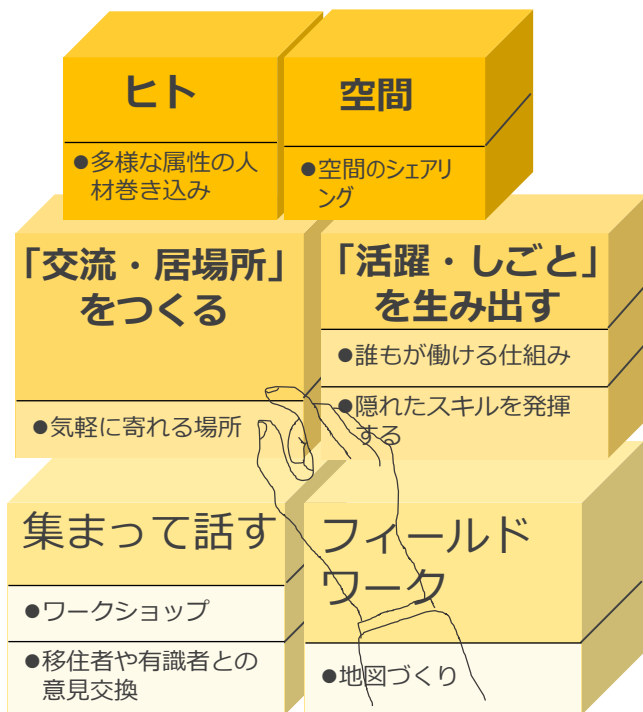 ヒト
●多様な属性の人
材巻き込み
空間
●空間のシェアリ
ング
「交流・居場所」
をつくる
●気軽に寄れる場所
「活躍・しごと」
を生み出す
●誰もが働ける仕組み
●隠れたスキルを発揮
する
集まって話す
●ワークショップ
●移住者や有識者との
意見交換
フィールド
ワーク
●地図づくり